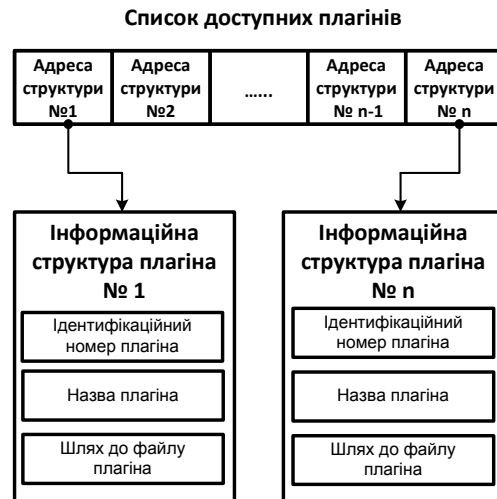 Список доступних плагінів
Адреса
структури
№1
Адреса
структури
№2
…...
Адреса
структури
№ n-1
Адреса
структури
№ n
Інформаційна
структура плагіна
№ 1
Ідентифікаційний
номер плагіна
Назва плагіна
Шлях до файлу
плагіна
Інформаційна
структура плагіна
№ n
Ідентифікаційний
номер плагіна
Назва плагіна
Шлях до файлу
плагіна